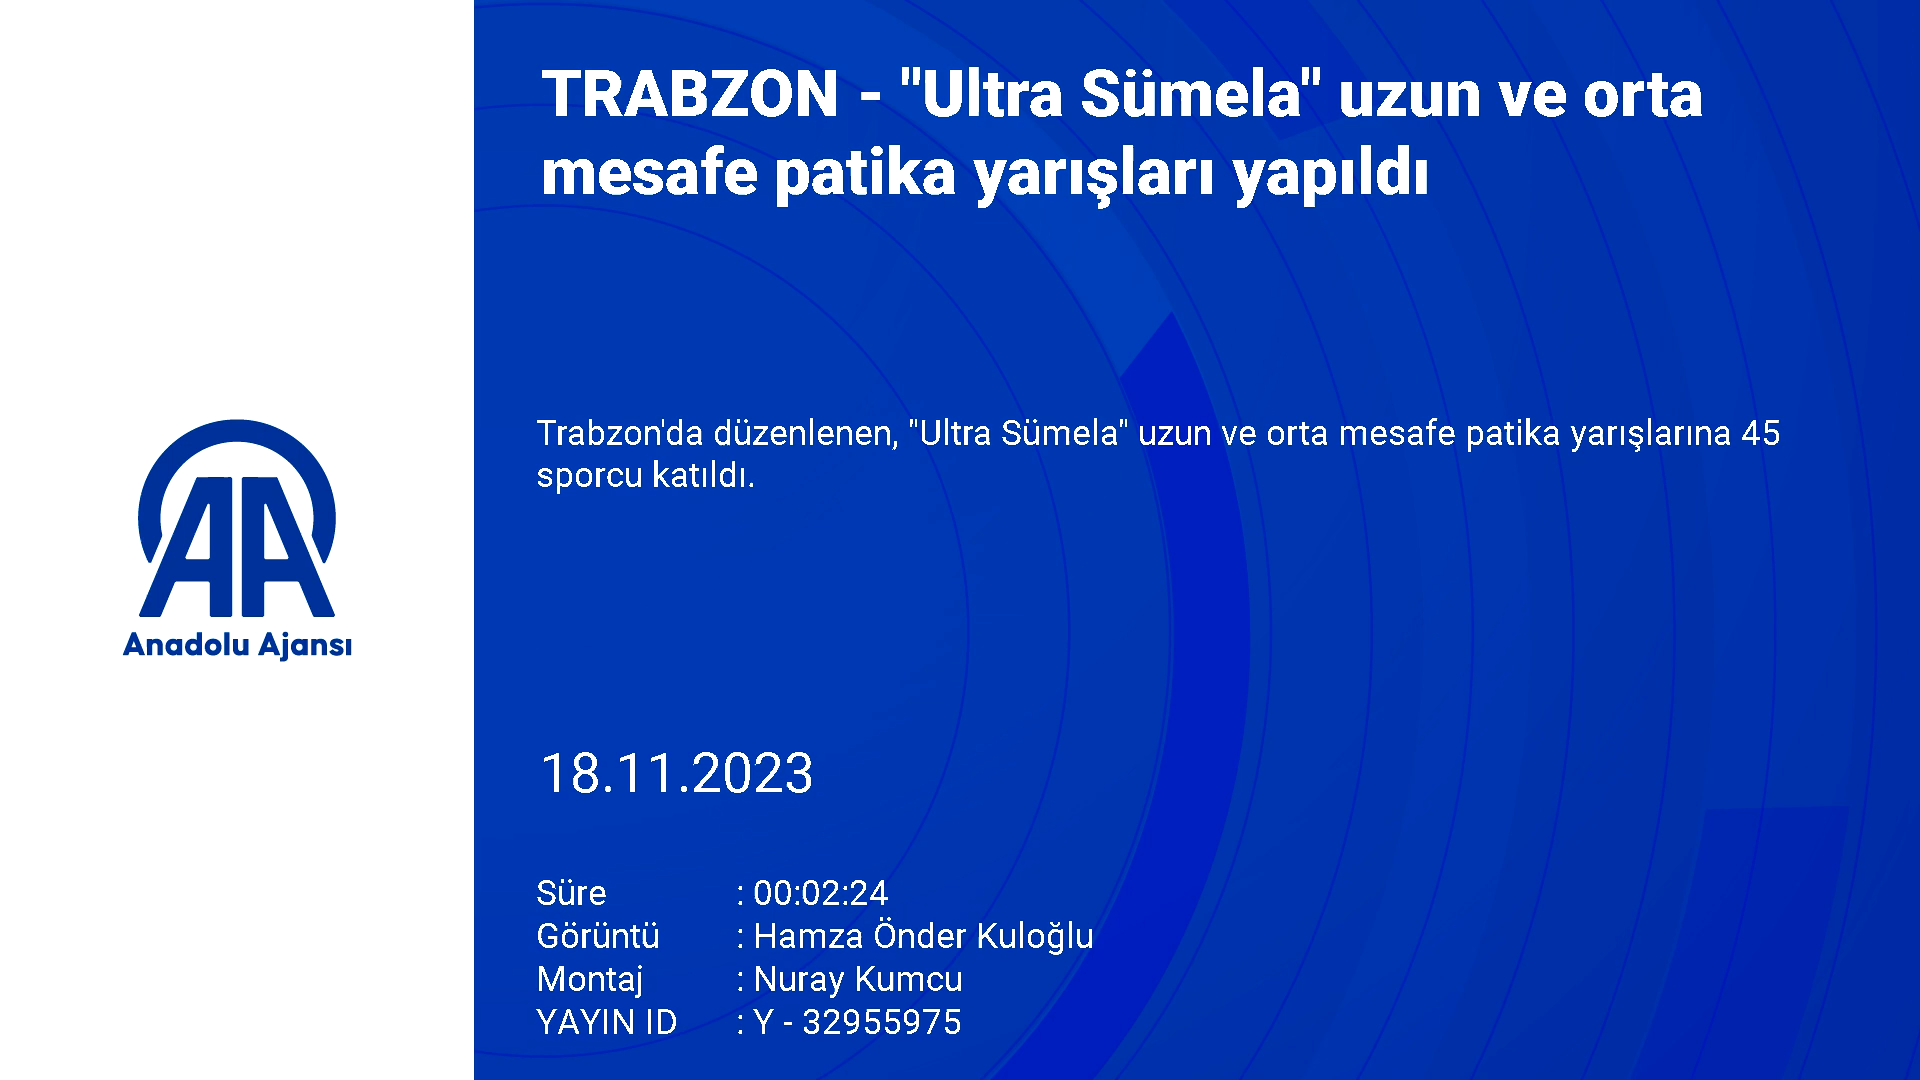 TRABZON - "Ultra Sümela" uzun ve orta
mesafe patika yarışları yapıldı
Trabzon'da düzenlenen, "Ultra Sümela" uzun ve orta mesafe patika yarışlarına 45
sporcu katıldı.
AA
Anadolu Ajansı
18.11.2023
Süre : 00:02:24
Görüntü : Hamza Önder Kuloğlu
Montaj : Nuray Kumcu
YAYIN ID : Y - 32955975